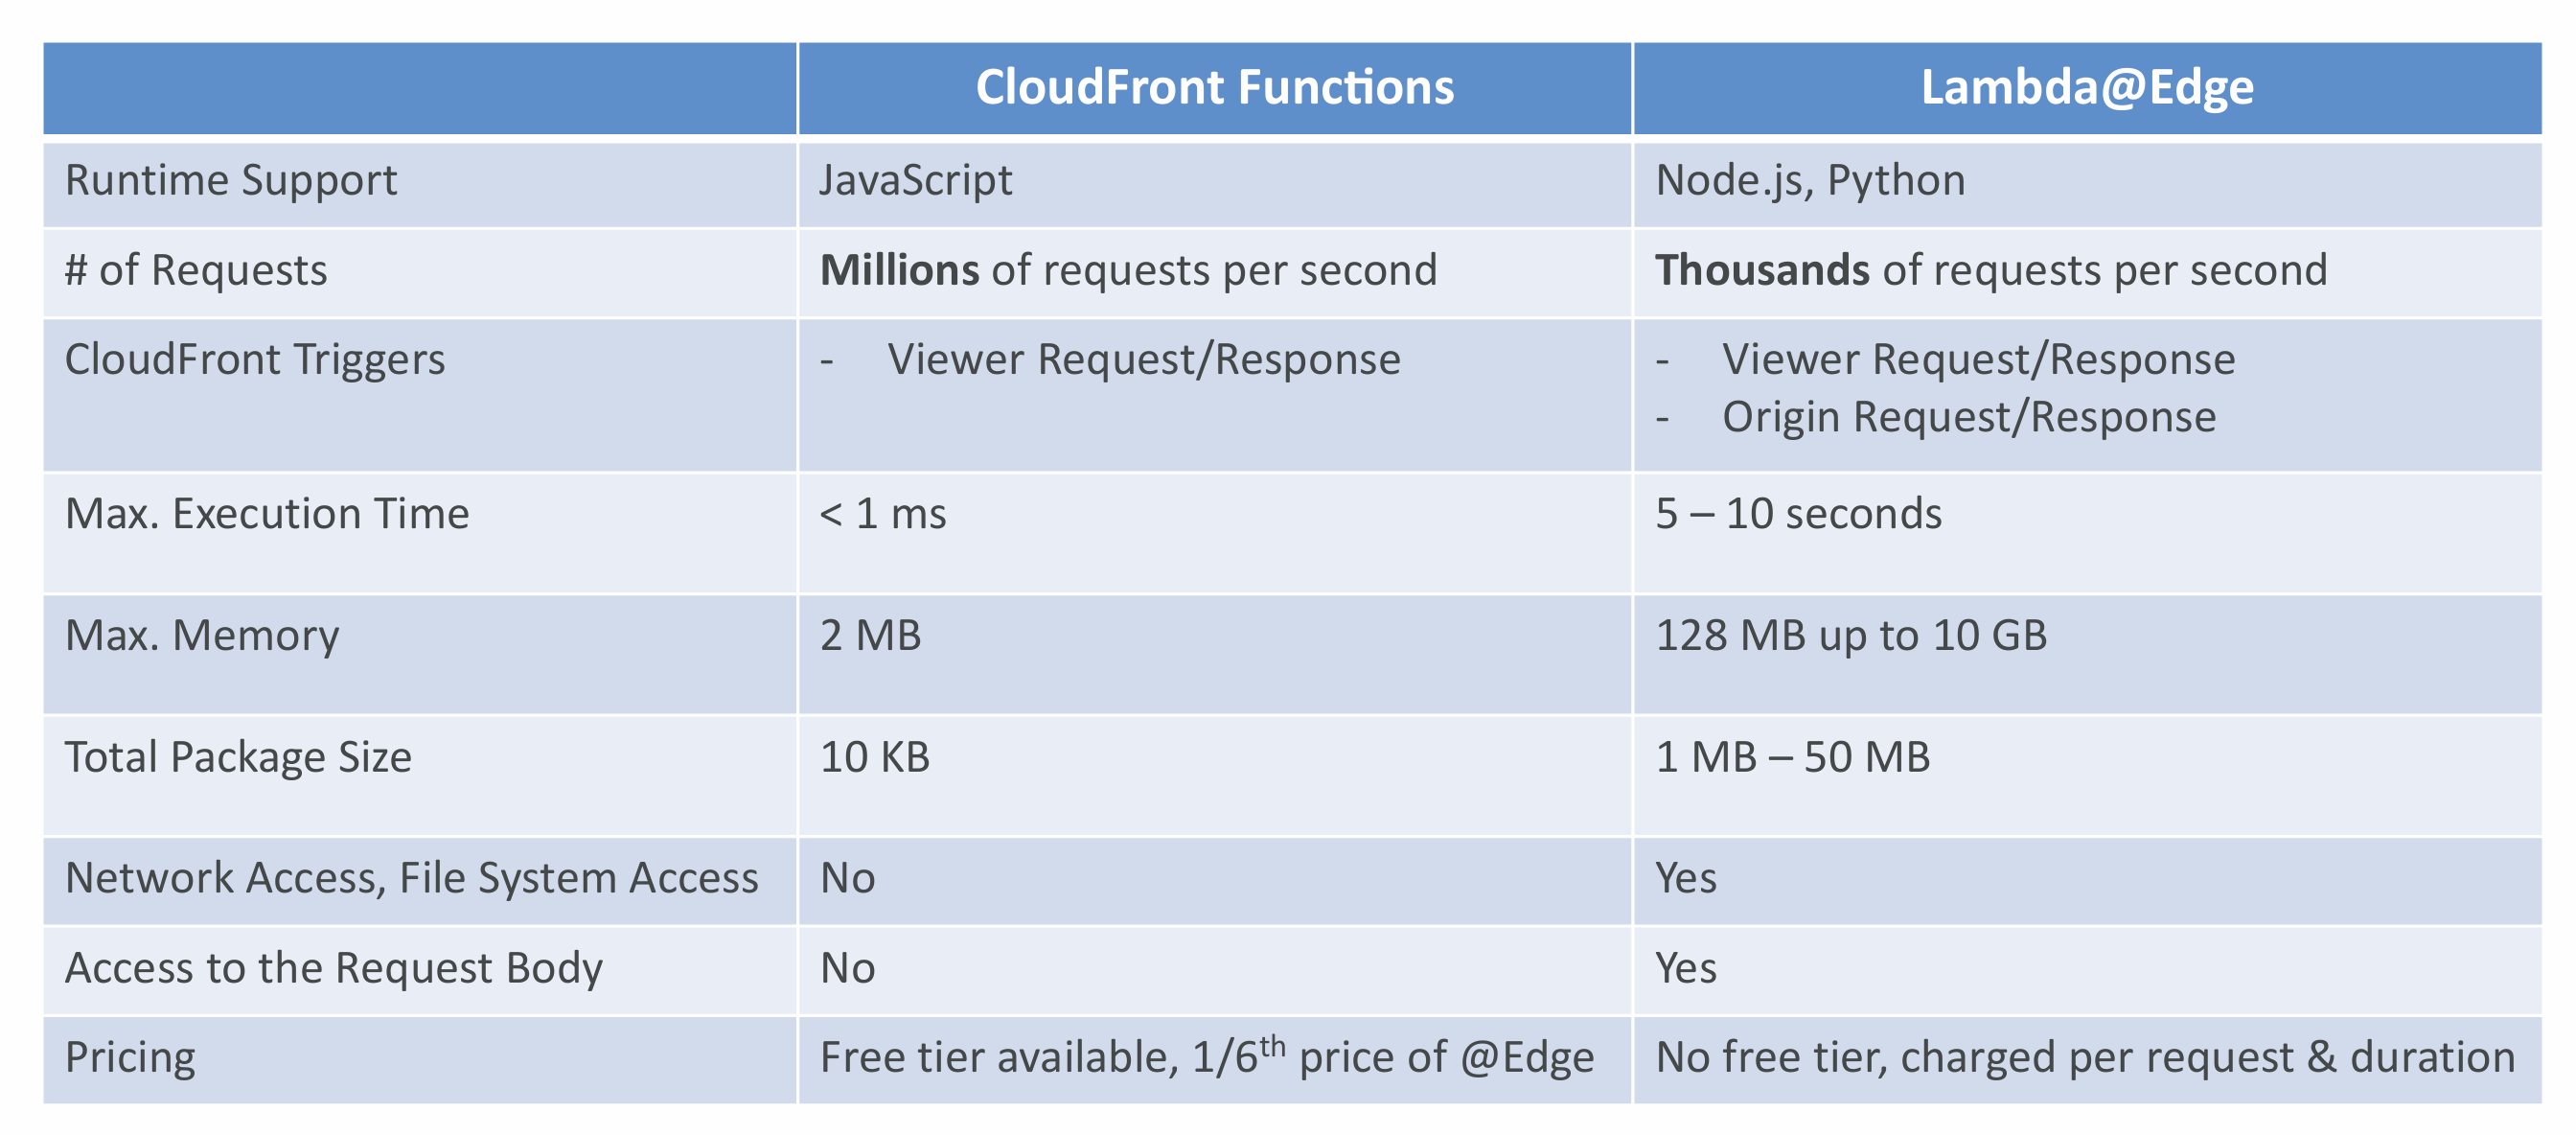 CloudFront Functions Lambda@Edge
Runtime Support JavaScript Node.js, Python
# of Requests Millions of requests per second Thousands of requests per second
CloudFront Triggers - Viewer Request/Response - Viewer Request/Response
- Origin Request/Response
Max. Execution Time < 1 ms 5 – 10 seconds
Max. Memory 2 MB 128 MB up to 10 GB
Total Package Size 10 KB 1 MB – 50 MB
Network Access, File System Access No Yes
Access to the Request Body No Yes
Pricing Free tier available, 1/6th price of @Edge No free tier, charged per request & duration